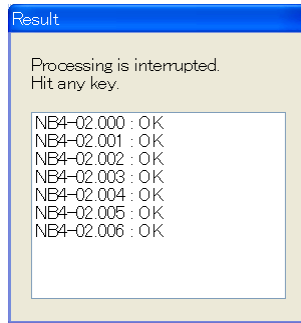 Result
Processing is interrupted.
Hit any key.
NB4-02.000 : OK
NB4-02.001 : OK
NB4-02.002 : OK
NB4-02.003 : OK
NB4-02.004 : OK
NB4-02.005 : OK
NB4-02.006 : OK